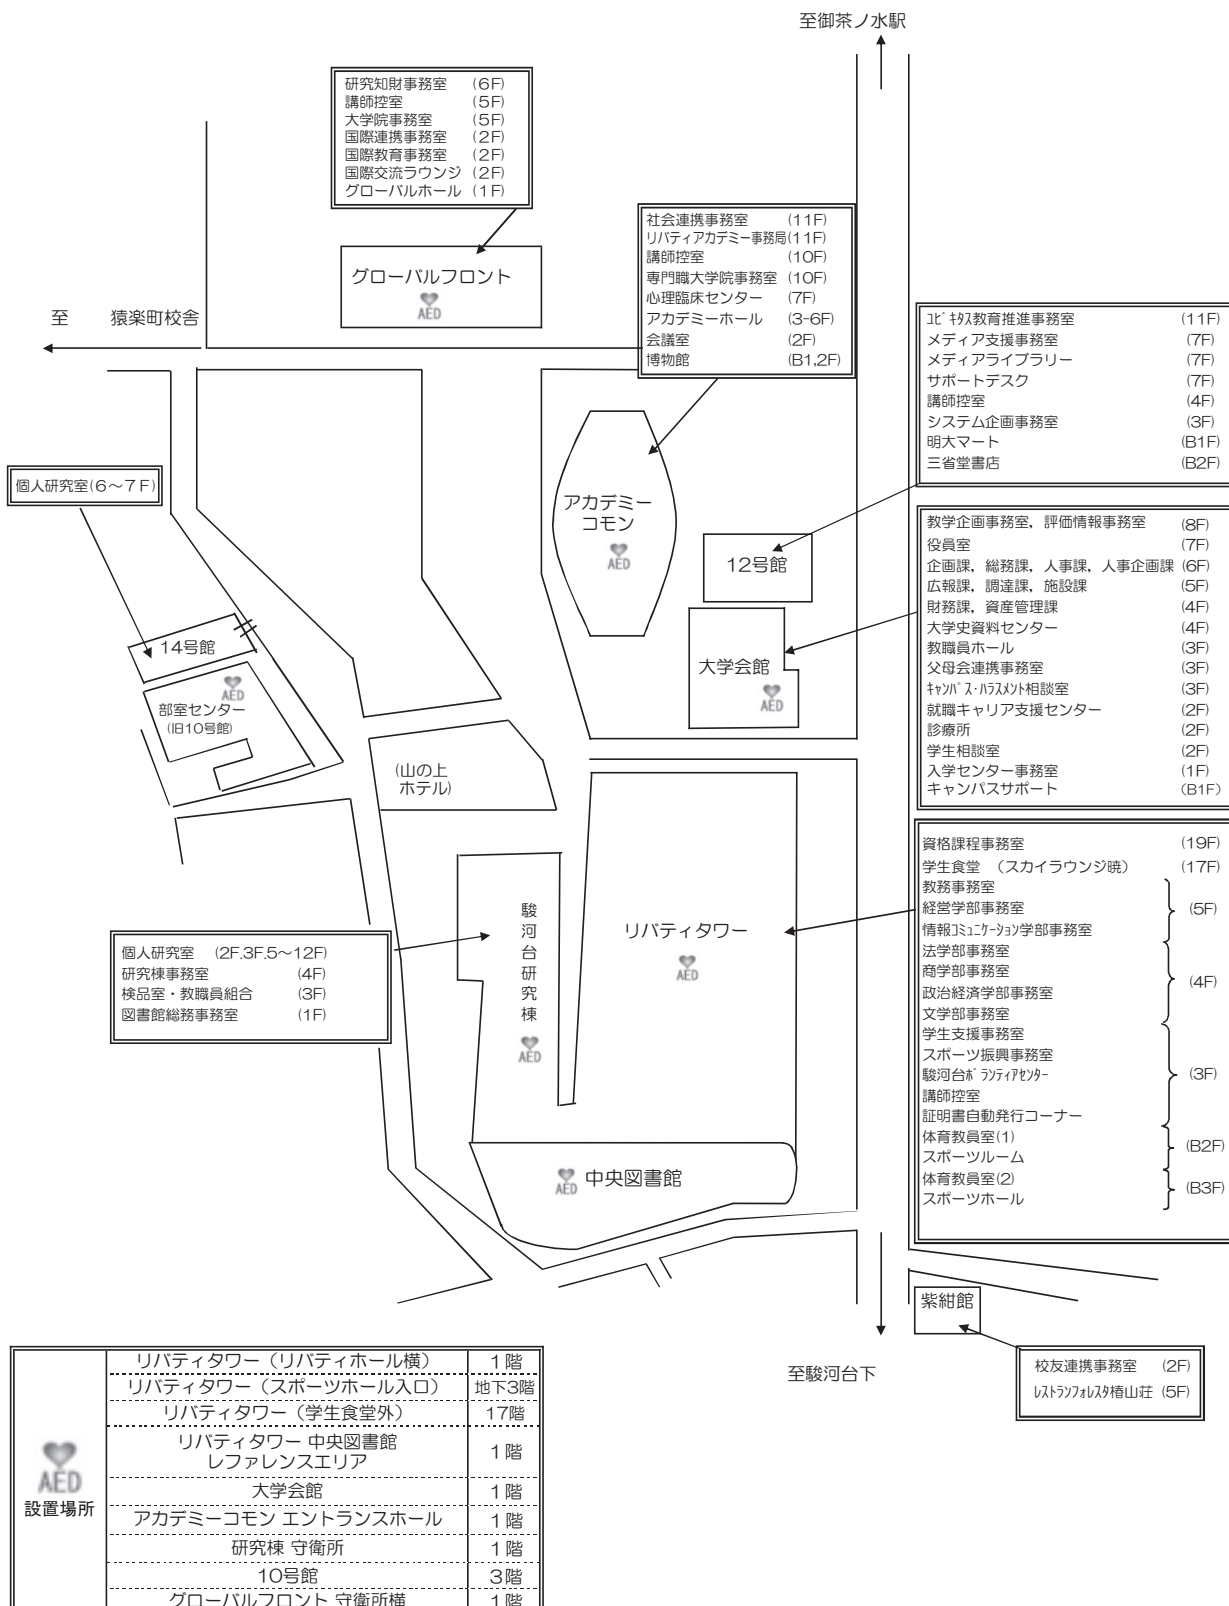 至御茶ノ水駅
研究知財事務室 (6F)
講師控室 (5F)
大学院事務室 (5F)
国際連携事務室 (2F)
国際教育事務室 (2F)
国際交流ラウンジ (2F)
グローバルホール (1F)
グローバルフロント
AED
社会連携事務室 (11F)
リバティアカデミー事務局(11F)
講師控室 (10F)
専門職大学院事務室 (10F)
心理臨床センター (7F)
アカデミーホール (3-6F)
会議室 (2F)
博物館 (B1,2F)
至 猿楽町校舎
ユビキタス教育推進事務室 (11F)
メディア支援事務室 (7F)
メディアライブラリー (7F)
サポートデスク (7F)
講師控室 (4F)
システム企画事務室 (3F)
明大マート (B1F)
三省堂書店 (B2F)
個人研究室(6〜7F)
アカデミー
コモン
AED
12号館
教学企画事務室，評価情報事務室 (8F)
役員室 (7F)
企画課，総務課，人事課，人事企画課 (6F)
広報課，調達課，施設課 (5F)
財務課，資産管理課 (4F)
大学史資料センター (4F)
教職員ホール (3F)
父母会連携事務室 (3F)
キャンパス・ハラスメント相談室 (3F)
就職キャリア支援センター (2F)
診療所 (2F)
学生相談室 (2F)
入学センター事務室 (1F)
キャンパスサポート (B1F)
14号館
AED
部室センター
(旧10号館)
大学会館
AED
(山の上
ホテル)
資格課程事務室 (19F)
学生食堂 （スカイラウンジ暁） (17F)
教務事務室
経営学部事務室 (5F)
情報コミュニケーション学部事務室
法学部事務室
商学部事務室
政治経済学部事務室 (4F)
文学部事務室
学生支援事務室
スポーツ振興事務室
駿河台ボランティアセンター (3F)
講師控室
証明書自動発行コーナー
体育教員室(1) (B2F)
スポーツルーム
体育教員室(2) (B3F)
スポーツホール
駿河台研究棟
AED
リバティタワー
AED
個人研究室 (2F.3F.5〜12F)
研究棟事務室 (4F)
検品室・教職員組合 (3F)
図書館総務事務室 (1F)
AED 中央図書館
紫紺館
至駿河台下
校友連携事務室 (2F)
レストランフォレスタ椿山荘 (5F)
AED
設置場所
リバティタワー（リバティホール横） 1階
リバティタワー（スポーツホール入口） 地下3階
リバティタワー（学生食堂外） 17階
リバティタワー 中央図書館
レファレンスエリア 1階
大学会館 1階
アカデミーコモン エントランスホール 1階
研究棟 守衛所 1階
10号館 3階
グローバルフロント 守衛所横 1階